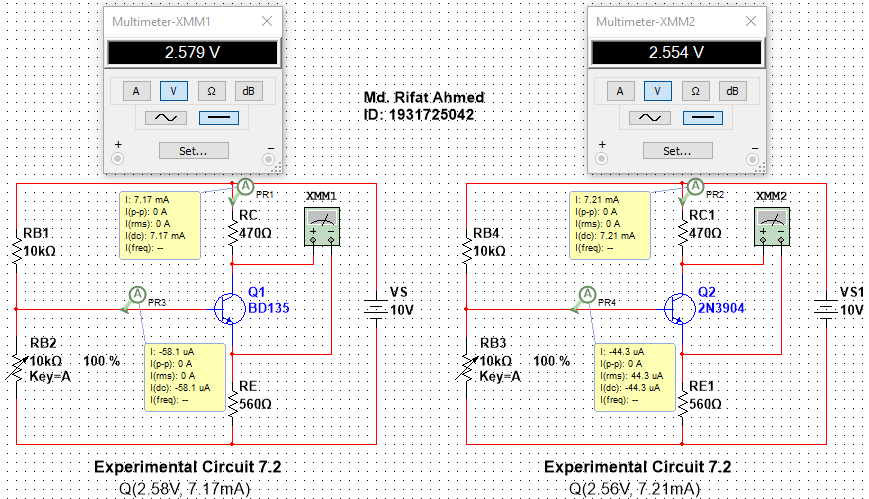 Multimeter-XMM1
2.579 V
A V Ω dB
+ −
Set...
Multimeter-XMM2
2.554 V
A V Ω dB
+ −
Set...
Md. Rifat Ahmed
ID: 1931725042
A
PR1
I: 7.17 mA
I(p-p): 0 A
I(rms): 0 A
I(dc): 7.17 mA
I(freq): --
RC
470Ω
XMM1
+ −
RB1
10kΩ
A
PR3
Q1
BD135
VS
10V
RB2
10kΩ
Key=A
100 %
I: -58.1 uA
I(p-p): 0 A
I(rms): 0 A
I(dc): -58.1 uA
I(freq): --
RE
560Ω
Experimental Circuit 7.2
Q(2.58V, 7.17mA)
A
PR2
I: 7.21 mA
I(p-p): 0 A
I(rms): 0 A
I(dc): 7.21 mA
I(freq): --
RC1
470Ω
XMM2
+ −
RB4
10kΩ
A
PR4
Q2
2N3904
VS1
10V
RB3
10kΩ
Key=A
100 %
I: -44.3 uA
I(p-p): 0 A
I(rms): 44.3 uA
I(dc): -44.3 uA
I(freq): --
RE1
560Ω
Experimental Circuit 7.2
Q(2.56V, 7.21mA)